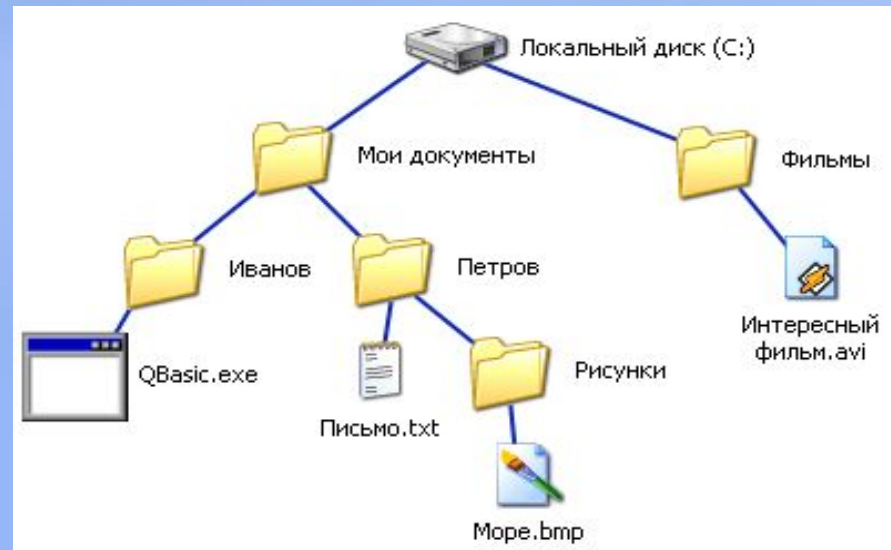 Локальный диск (C:)
Мои документы
Фильмы
Иванов
Петров
QBasic.exe
Письмо.txt
Рисунки
Интересный
фильм.avi
Море.bmp